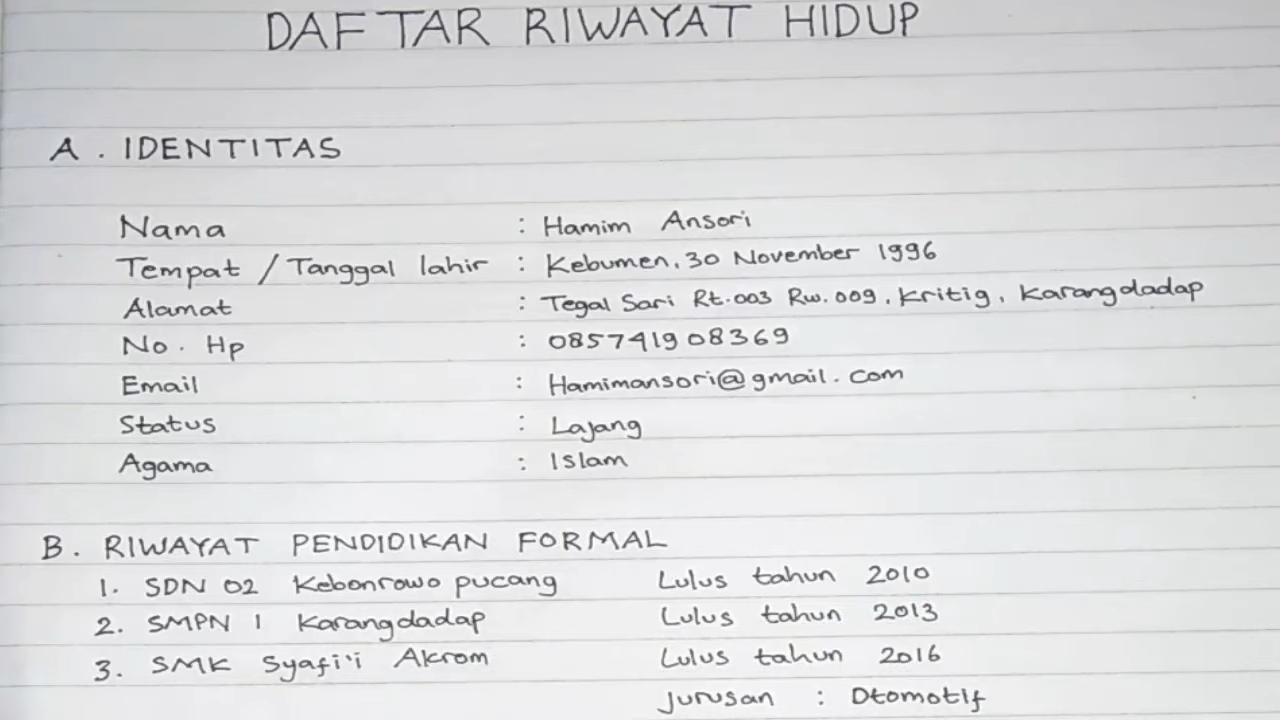 DAFTAR RIWAYAT HIDUP
A. IDENTITAS
Nama : Hamim Ansori
Tempat / Tanggal lahir : Kebumen, 30 November 1996
Alamat : Tegal Sari Rt.003 Rw.009, Kritig, Karangdadap
No. Hp : 085741908369
Email : Hamimansori@gmail.com
Status : Lajang
Agama : Islam
B. RIWAYAT PENDIDIKAN FORMAL
1. SDN 02 Kebonrowo pucang Lulus tahun 2010
2. SMPN 1 Karangdadap Lulus tahun 2013
3. SMK Syafi'i Akrom Lulus tahun 2016
Jurusan : Otomotif